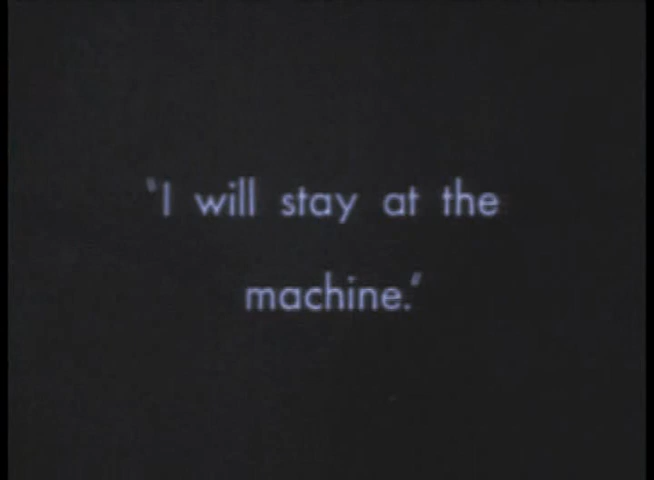 ‘I will stay at the
machine.’